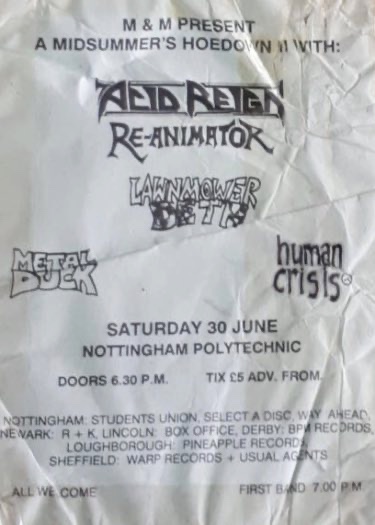 M & M PRESENT
A MIDSUMMER'S HOEDOWN II WITH:
ACID REIGN
RE-ANIMATOR
LAWNMOWER
DETH
METAL
DUCK
human
crisis
SATURDAY 30 JUNE
NOTTINGHAM POLYTECHNIC
DOORS 6.30 P.M. TIX £5 ADV. FROM.
NOTTINGHAM: STUDENTS UNION, SELECT A DISC, WAY AHEAD.
NEWARK: R + K. LINCOLN: BOX OFFICE, DERBY: BPM RECORDS,
LOUGHBOROUGH: PINEAPPLE RECORDS,
SHEFFIELD: WARP RECORDS + USUAL AGENTS
ALL WELCOME FIRST BAND 7.00 P.M.